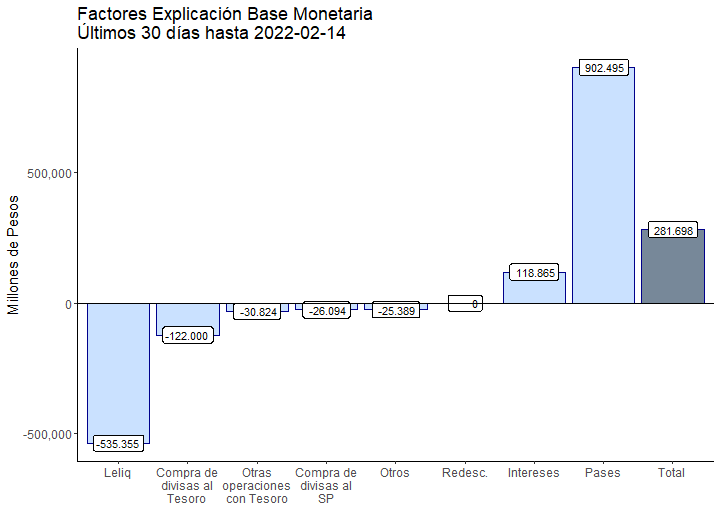 Factores Explicación Base Monetaria
Últimos 30 días hasta 2022-02-14
Millones de Pesos
500,000
0
-500,000
-535.355
-122.000
-30.824
-26.094
-25.389
0
118.865
902.495
281.698
Leliq
Compra de
divisas al
Tesoro
Otras
operaciones
con Tesoro
Compra de
divisas al
SP
Otros
Redesc.
Intereses
Pases
Total